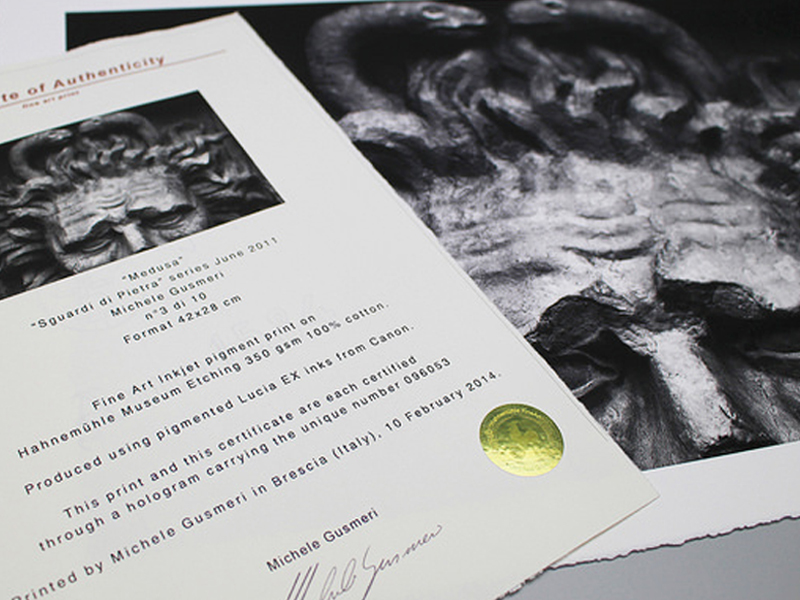 te of Authenticity
fine art print
"Medusa"
"Sguardi di Pietra" series June 2011
Michele Gusmeri
n°3 di 10
Format 42x28 cm
Fine Art Inkjet pigment print on
Hahnemühle Museum Etching 350 gsm 100% cotton.
Produced using pigmented Lucia EX inks from Canon.
This print and this certificate are each certified
through a hologram carrying the unique number 096053
Printed by Michele Gusmeri in Brescia (Italy), 10 February 2014.
Michele Gusmeri
Michele Gusmeri